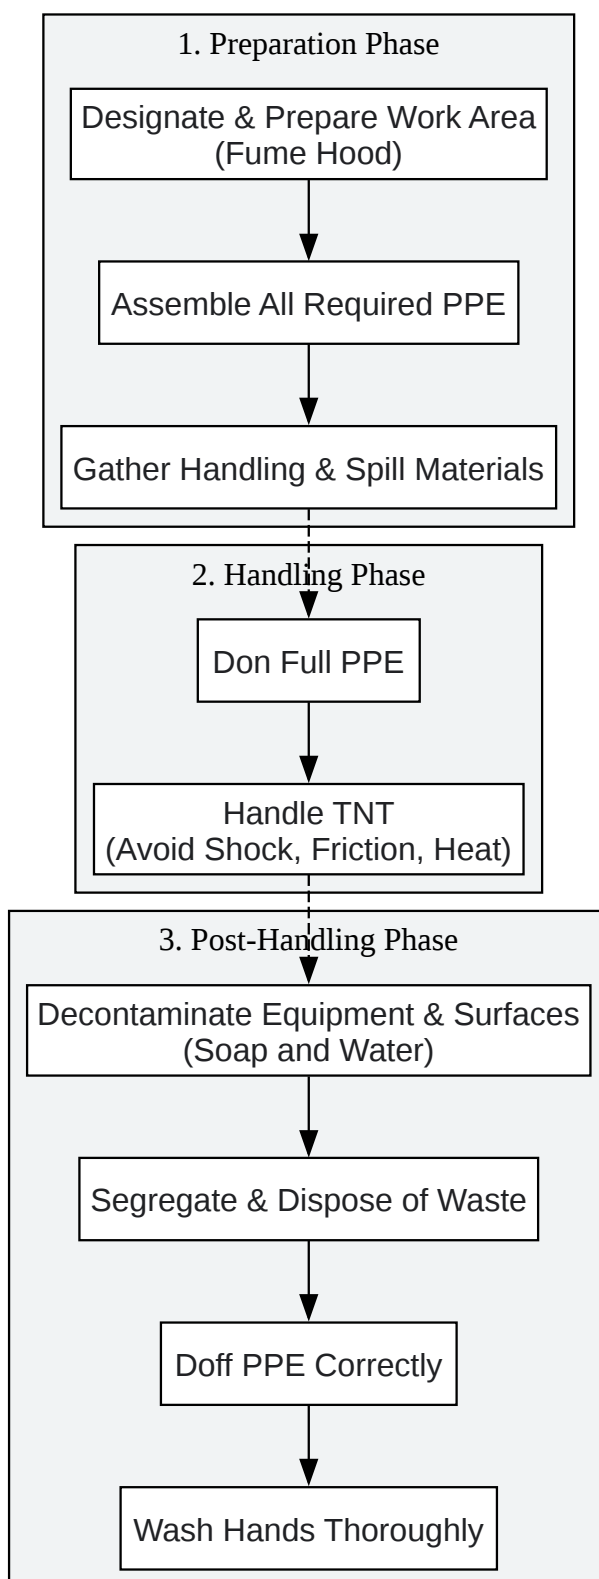 1. Preparation Phase
Designate & Prepare Work Area
(Fume Hood)
Assemble All Required PPE
Gather Handling & Spill Materials
2. Handling Phase
Don Full PPE
Handle TNT
(Avoid Shock, Friction, Heat)
3. Post-Handling Phase
Decontaminate Equipment & Surfaces
(Soap and Water)
Segregate & Dispose of Waste
Doff PPE Correctly
Wash Hands Thoroughly